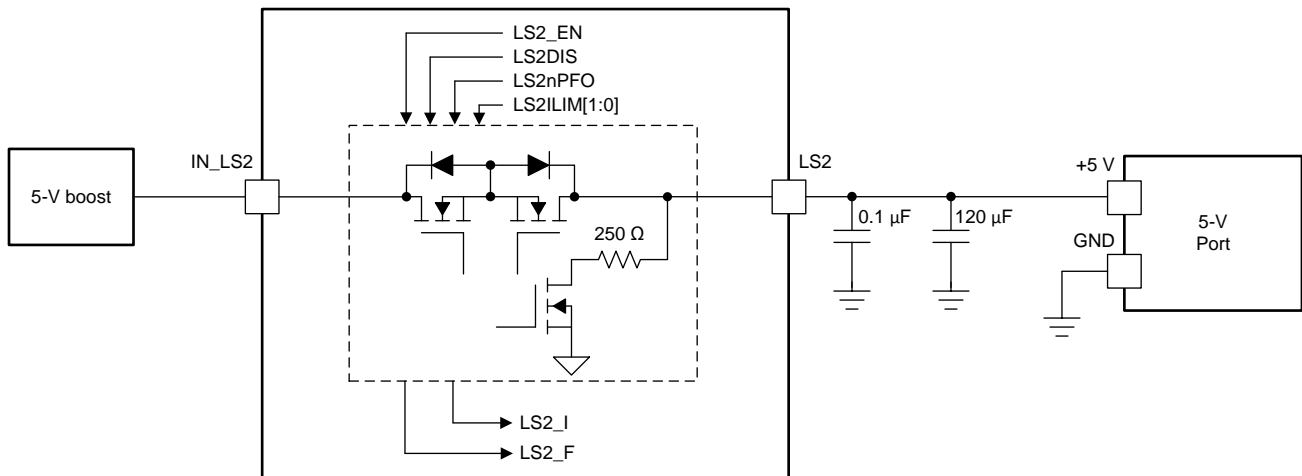 LS2_EN
LS2DIS
LS2nPFO
LS2ILIM[1:0]
IN_LS2
LS2
+5 V
5-V boost
0.1 µF
120 µF
5-V
Port
250 Ω
GND
LS2_I
LS2_F